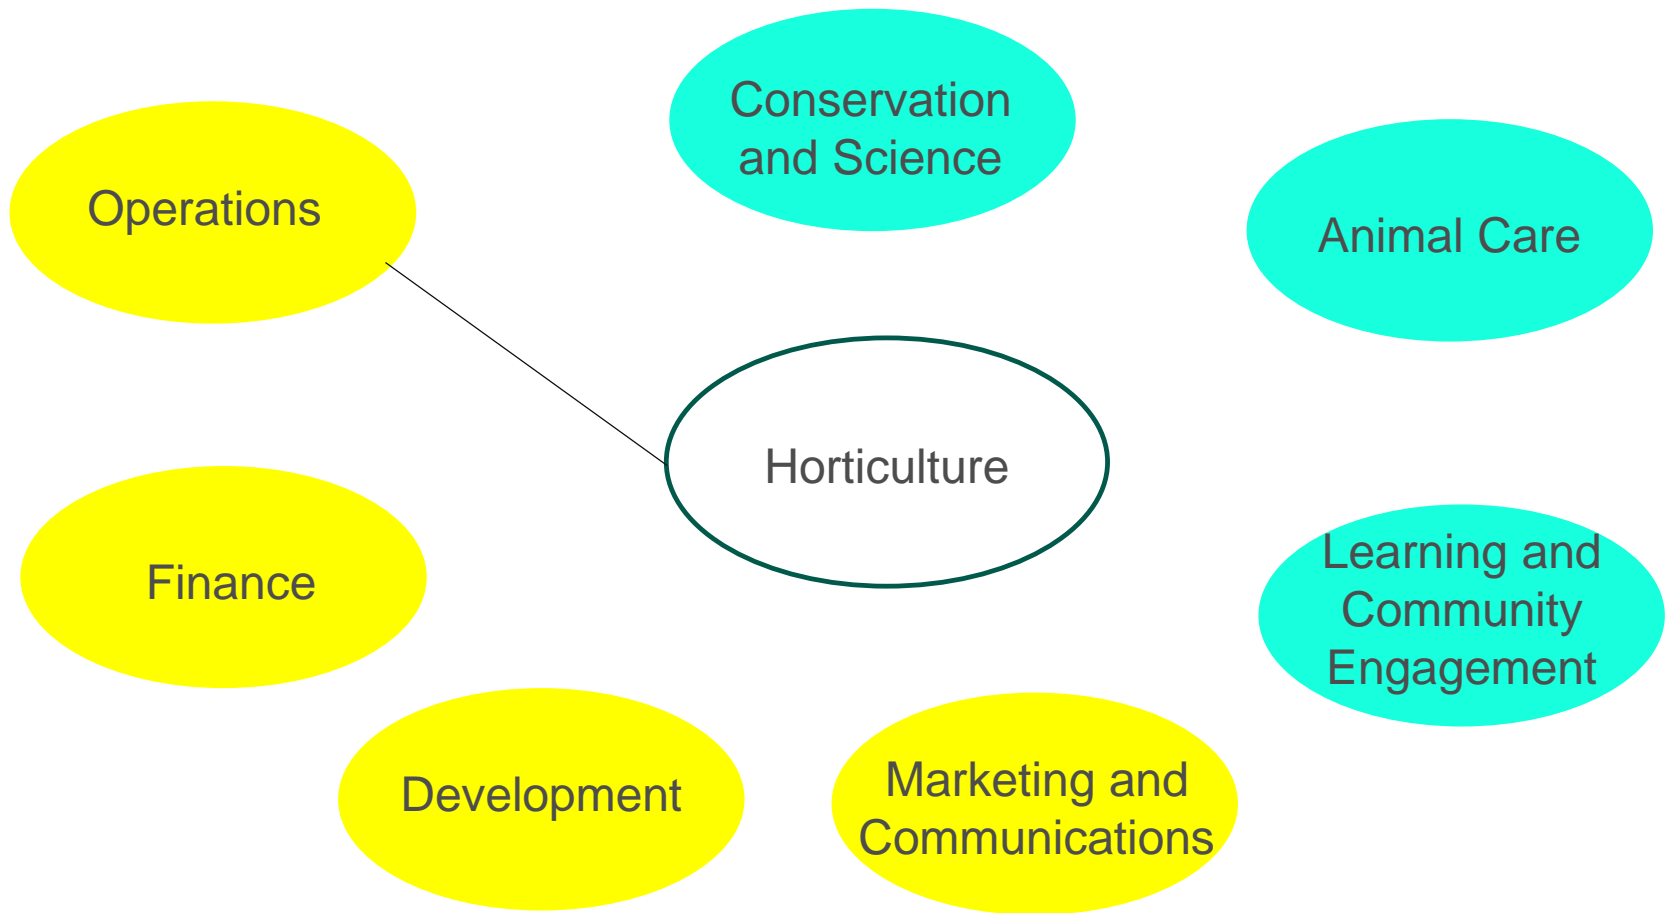 Conservation
and Science
Operations
Animal Care
Horticulture
Finance
Learning and
Community
Engagement
Development
Marketing and
Communications